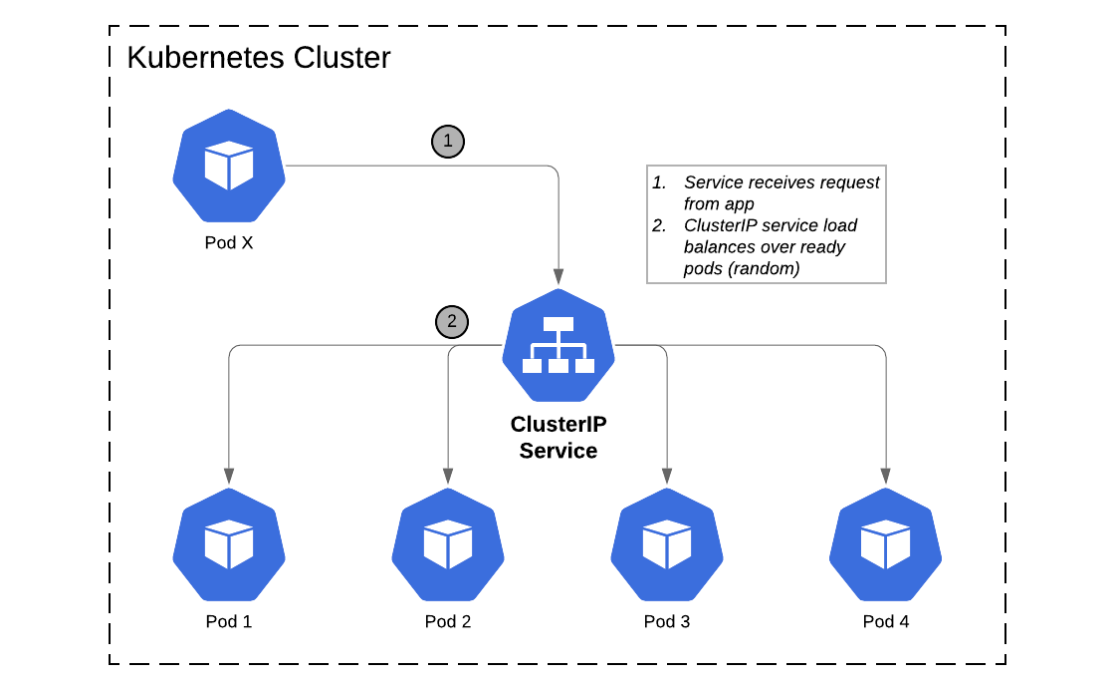 Kubernetes Cluster
1
Pod X
1. Service receives request
from app
2. ClusterIP service load
balances over ready
pods (random)
2
ClusterIP
Service
Pod 1
Pod 2
Pod 3
Pod 4